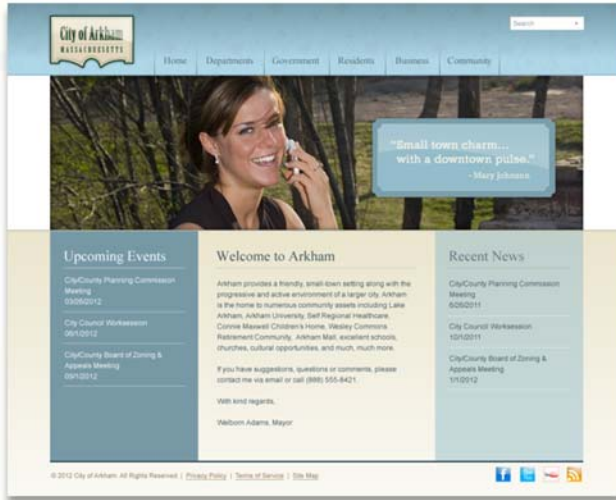 City of Arkham
MASSACHUSETTS
Search
Home Departments Government Residents Business Community
"Small town charm...
with a downtown pulse."
- Mary Johnson
Upcoming Events
City/County Planning Commission
Meeting
03/28/2012
City Council Worksession
06/1/2012
City/County Board of Zoning &
Appeals Meeting
09/1/2012
Welcome to Arkham
Arkham provides a friendly, small-town setting along with the
progressive and active environment of a larger city. Arkham
is the home to numerous community assets including Lake
Arkham, Arkham University, Self Regional Healthcare,
Connie Maxwell Children's Home, Wesley Commons
Retirement Community, Arkham Mall, excellent schools,
churches, cultural opportunities, and much, much more.
If you have suggestions, questions or comments, please
contact me via email or call (888) 555-8421.
With kind regards,
Welborn Adams, Mayor
Recent News
City/County Planning Commission
Meeting
6/26/2011
City Council Worksession
10/1/2011
City/County Board of Zoning &
Appeals Meeting
1/1/2012
© 2012 City of Arkham. All Rights Reserved. | Privacy Policy | Terms of Service | Site Map